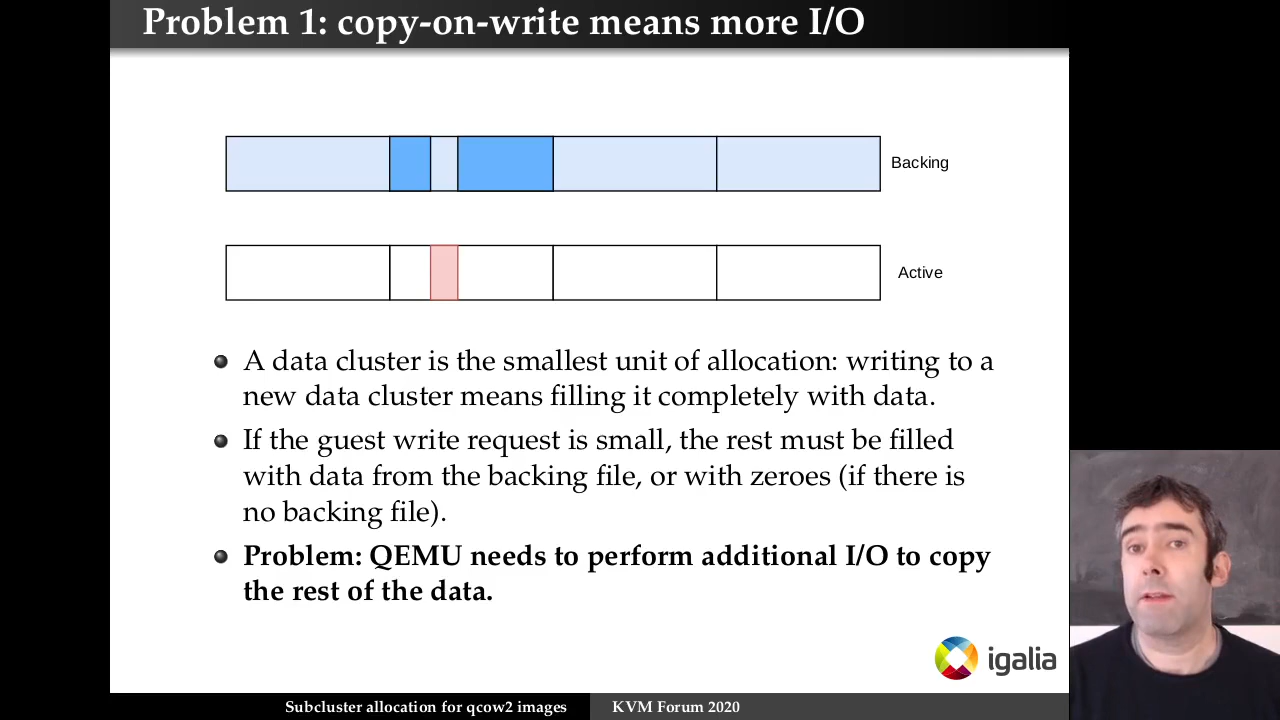 Problem 1: copy-on-write means more I/O
Backing
Active
A data cluster is the smallest unit of allocation: writing to a
new data cluster means filling it completely with data.
If the guest write request is small, the rest must be filled
with data from the backing file, or with zeroes (if there is
no backing file).
Problem: QEMU needs to perform additional I/O to copy
the rest of the data.
igalia
Subcluster allocation for qcow2 images
KVM Forum 2020